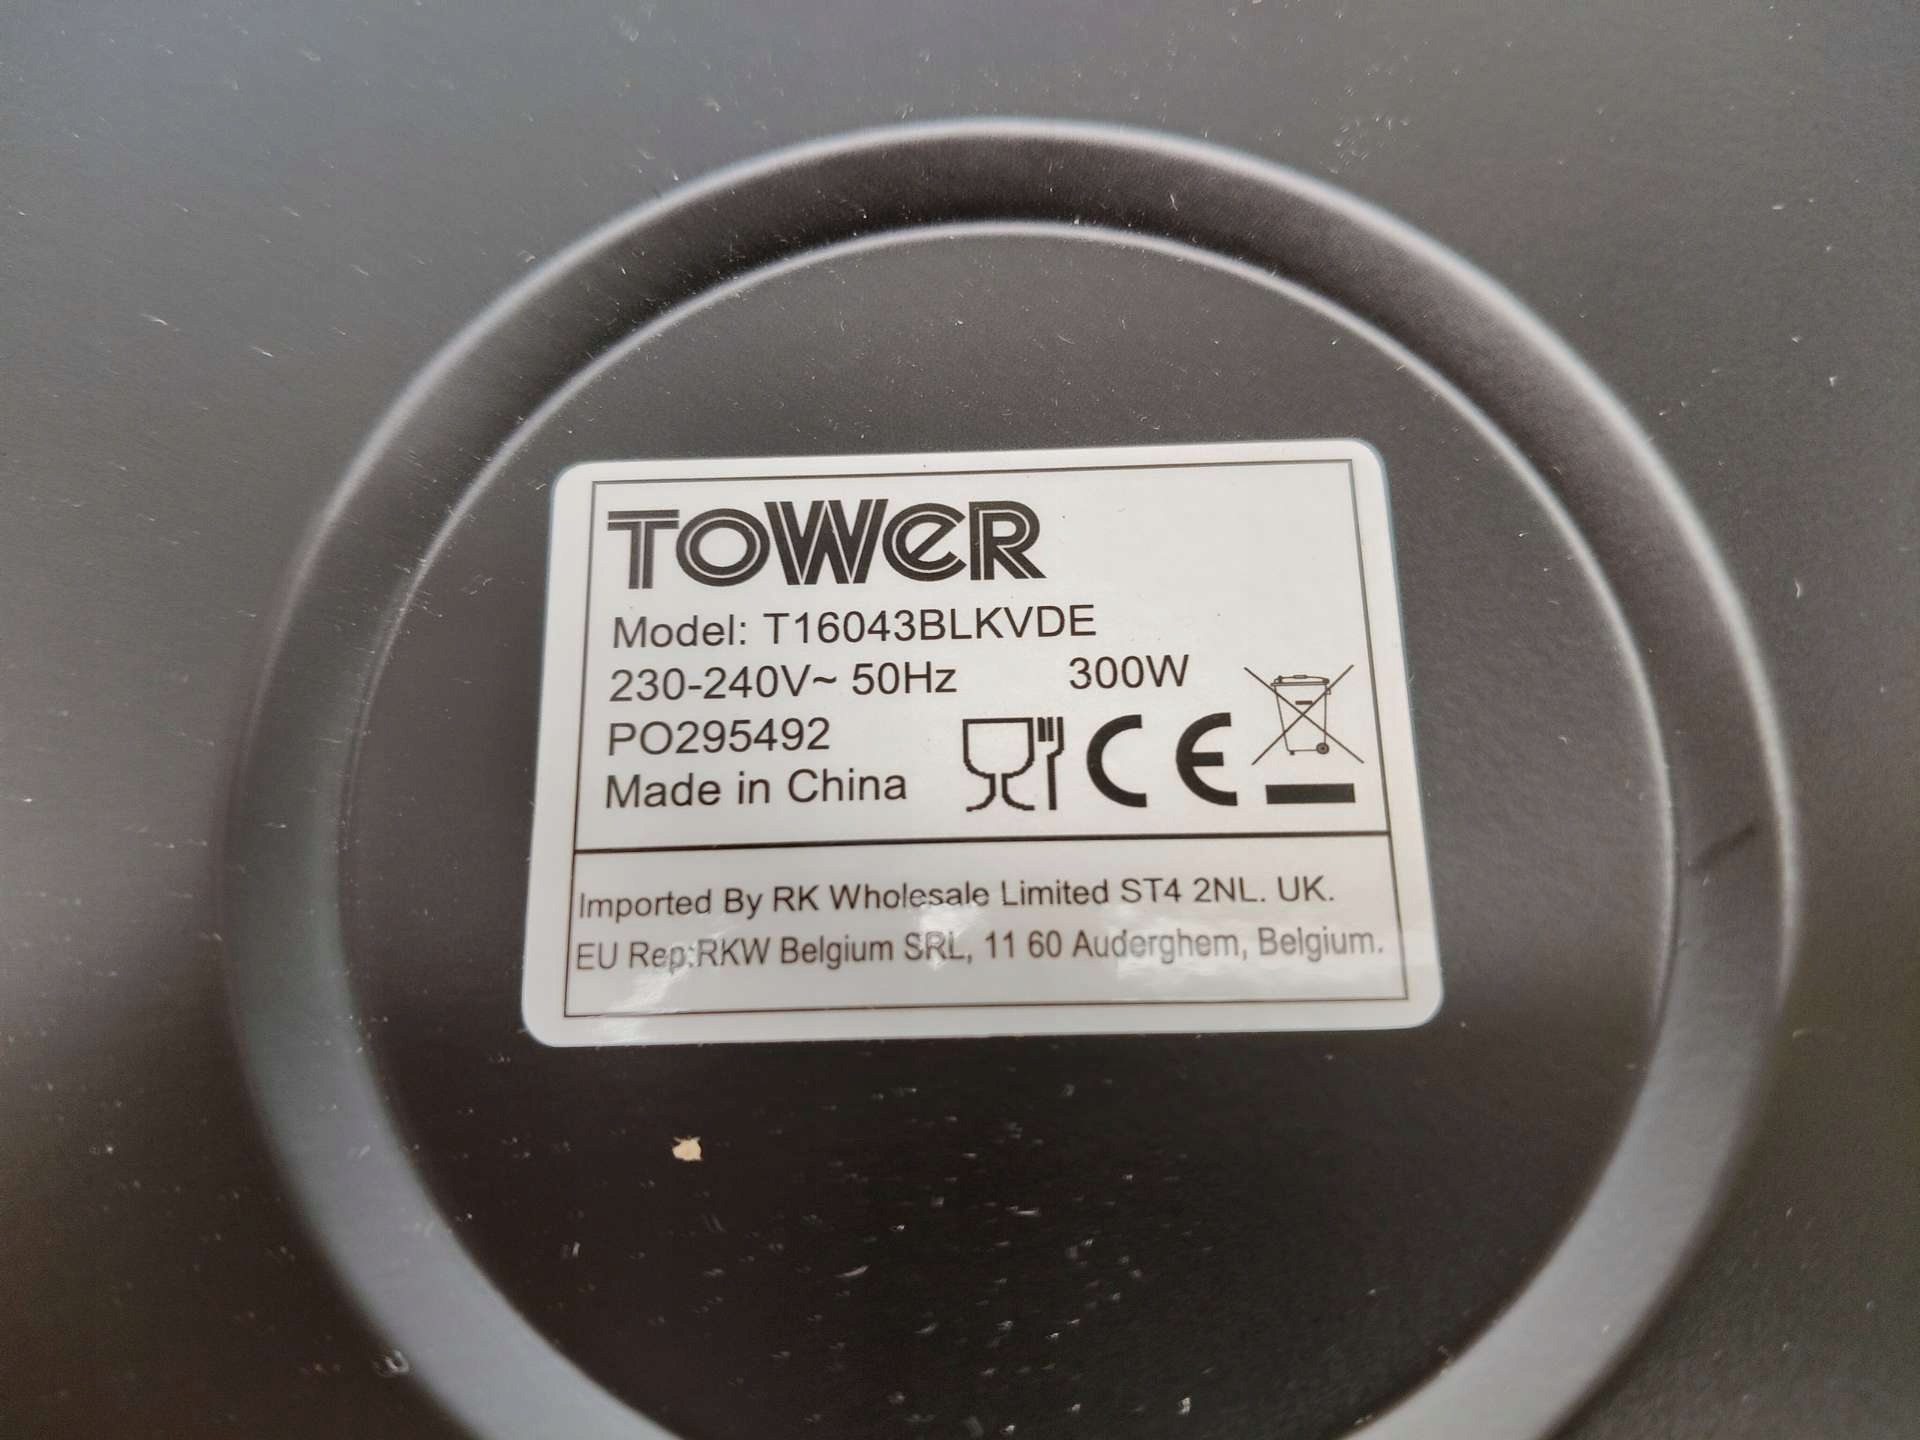 TOWER
Model: T16043BLKVDE
230-240V~ 50Hz 300W
PO295492
Made in China
CE
Imported By RK Wholesale Limited ST4 2NL. UK.
EU Rep:RKW Belgium SRL, 11 60 Auderghem, Belgium.